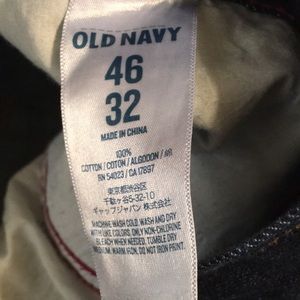 OLD NAVY
46
32
MADE IN CHINA
100%
COTTON / COTON / ALGODON / 綿
RN 54023 / CA 17897
東京都渋谷区
千駄ヶ谷5-32-10
ギャップジャパン 株式会社
MACHINE WASH COLD. WASH AND DRY
WITH LIKE COLORS. ONLY NON-CHLORINE
BLEACH WHEN NEEDED. TUMBLE DRY
MEDIUM. WARM IRON. DO NOT IRON PRINT.